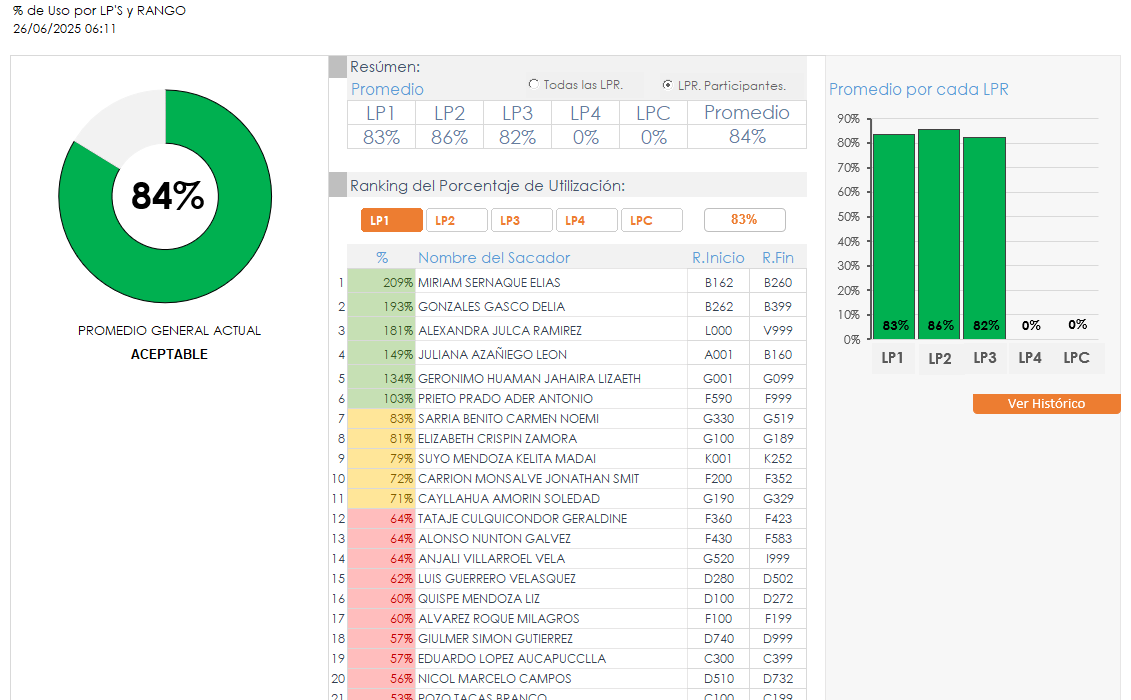 % de Uso por LP'S y RANGO
26/06/2025 06:11
84%
PROMEDIO GENERAL ACTUAL
ACEPTABLE
Resúmen:
Promedio
Todas las LPR.
LPR. Participantes.
LP1 LP2 LP3 LP4 LPC Promedio
83% 86% 82% 0% 0% 84%
Ranking del Porcentaje de Utilización:
LP1 LP2 LP3 LP4 LPC 83%
% Nombre del Sacador R.Inicio R.Fin
1 209% MIRIAM SERNAQUE ELIAS B162 B260
2 193% GONZALES GASCO DELIA B262 B399
3 181% ALEXANDRA JULCA RAMIREZ L000 V999
4 149% JULIANA AZAÑIEGO LEON A001 B160
5 134% GERONIMO HUAMAN JAHAIRA LIZAETH G001 G099
6 103% PRIETO PRADO ADER ANTONIO F590 F999
7 83% SARRIA BENITO CARMEN NOEMI G330 G519
8 81% ELIZABETH CRISPIN ZAMORA G100 G189
9 79% SUYO MENDOZA KELITA MADAI K001 K252
10 72% CARRION MONSALVE JONATHAN SMIT F200 F352
11 71% CAYLLAHUA AMORIN SOLEDAD G190 G329
12 64% TATAJE CULQUICONDOR GERALDINE F360 F423
13 64% ALONSO NUNTON GALVEZ F430 F583
14 64% ANJALI VILLARROEL VELA G520 I999
15 62% LUIS GUERRERO VELASQUEZ D280 D502
16 60% QUISPE MENDOZA LIZ D100 D272
17 60% ALVAREZ ROQUE MILAGROS F100 F199
18 57% GIULMER SIMON GUTIERREZ D740 D999
19 57% EDUARDO LOPEZ AUCAPUCCLLA C300 C399
20 56% NICOL MARCELO CAMPOS D510 D732
21 53% POZO TACAS BRANCO C100 C199
Promedio por cada LPR
90%
80%
70%
60%
50%
40%
30%
20%
10%
0%
83% 86% 82% 0% 0%
LP1 LP2 LP3 LP4 LPC
Ver Histórico